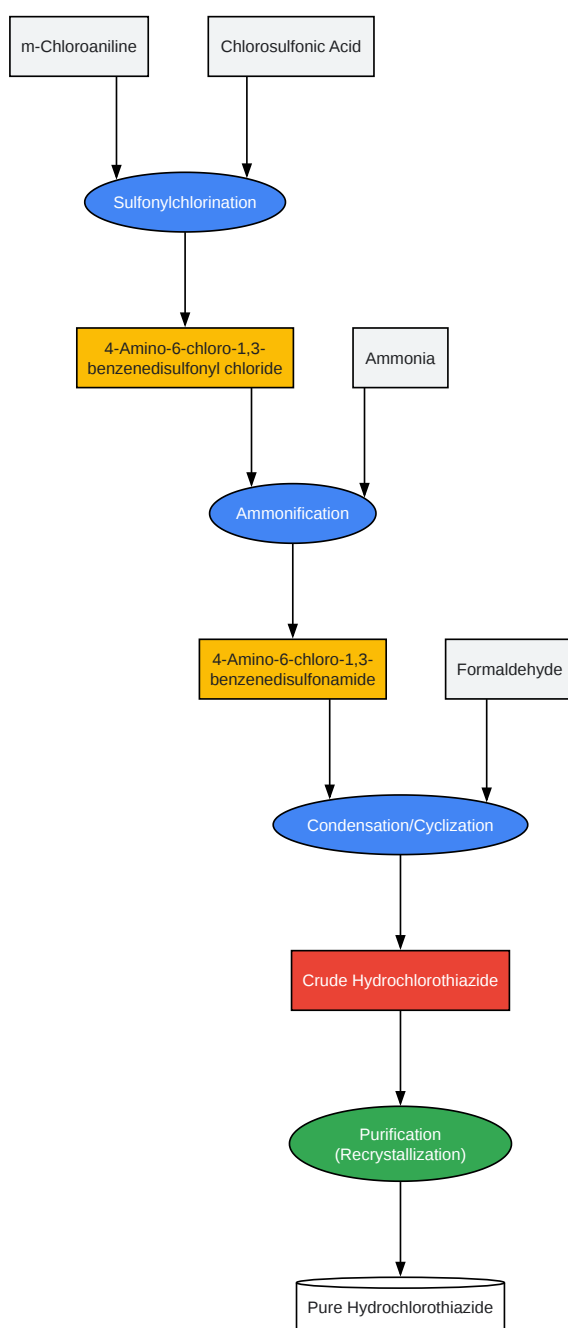 m-Chloroaniline
Chlorosulfonic Acid
Sulfonylchlorination
4-Amino-6-chloro-1,3-
benzenedisulfonyl chloride
Ammonia
Ammonification
4-Amino-6-chloro-1,3-
benzenedisulfonamide
Formaldehyde
Condensation/Cyclization
Crude Hydrochlorothiazide
Purification
(Recrystallization)
Pure Hydrochlorothiazide